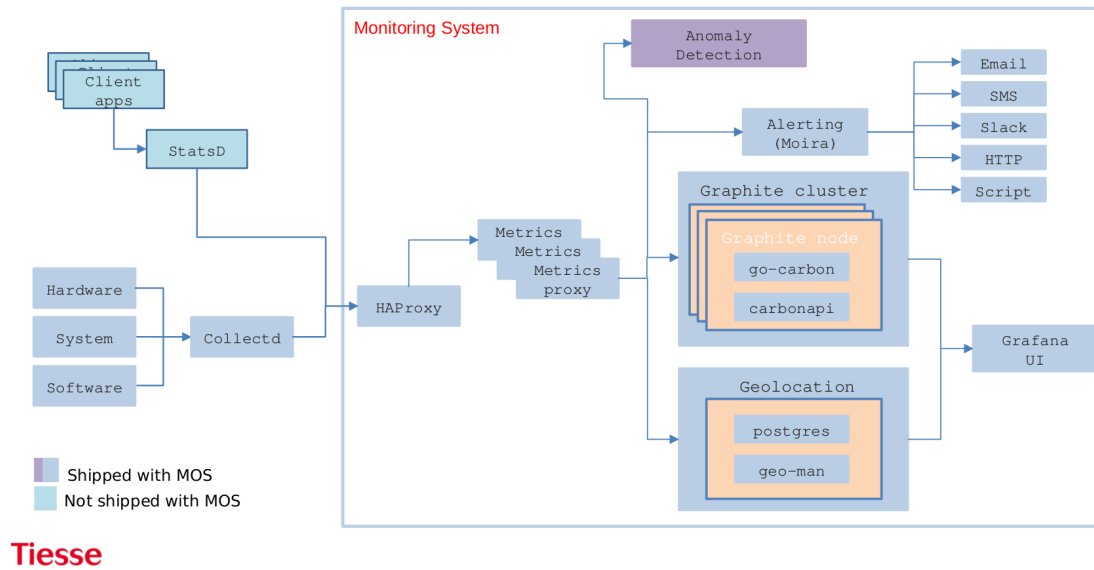 Monitoring System
Anomaly
Detection
Client
apps
StatsD
Email
SMS
Slack
HTTP
Script
Alerting
(Moira)
Graphite cluster
Graphite node
go-carbon
carbonapi
Metrics
Metrics
Metrics
proxy
HAProxy
Hardware
System
Software
Collectd
Grafana
UI
Geolocation
postgres
geo-man
Shipped with MOS
Not shipped with MOS
Tiesse